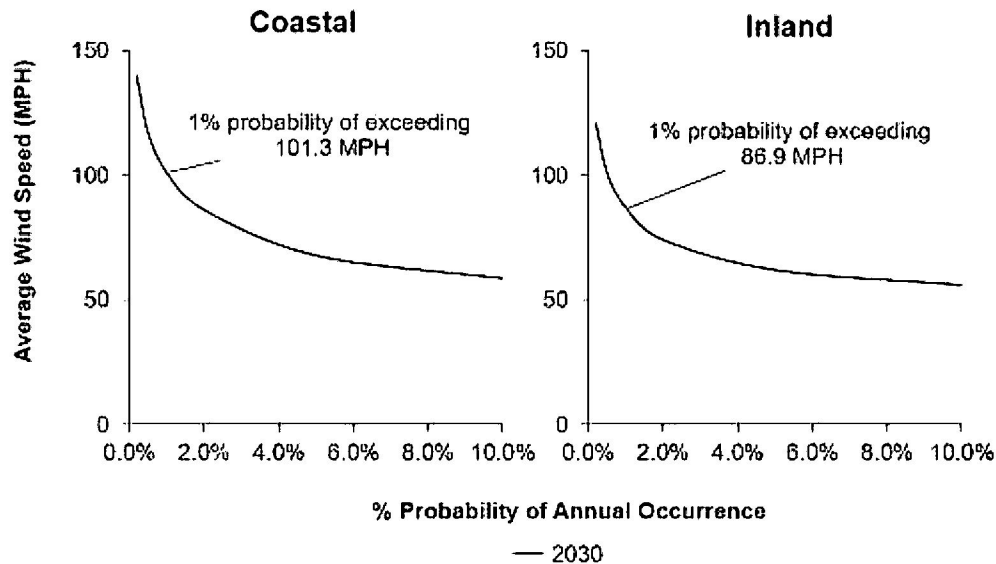 Coastal
Inland
Average Wind Speed (MPH)
150
100
50
0
1% probability of exceeding
101.3 MPH
0.0%
2.0%
4.0%
6.0%
8.0%
10.0%
150
100
50
0
1% probability of exceeding
86.9 MPH
0.0%
2.0%
4.0%
6.0%
8.0%
10.0%
% Probability of Annual Occurrence
2030